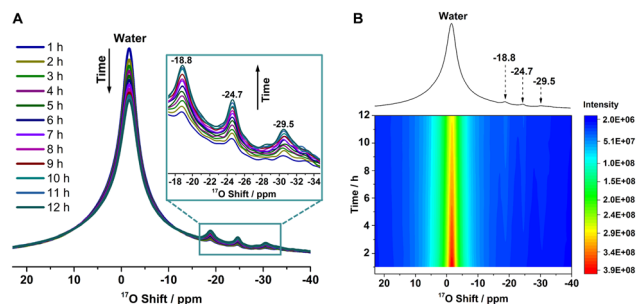 A
Water
Time
1 h
2 h
3 h
4 h
5 h
6 h
7 h
8 h
9 h
10 h
11 h
12 h
-18.8
-24.7
-29.5
Time
-18 -20 -22 -24 -26 -28 -30 -32 -34
¹⁷O Shift / ppm
20 10 0 -10 -20 -30 -40
¹⁷O Shift / ppm
B
Water
-18.8
-24.7
-29.5
Intensity
12
10
8
6
4
2
Time / h
20 10 0 -10 -20 -30 -40
¹⁷O Shift / ppm
2.0E+06
5.1E+07
1.0E+08
1.5E+08
2.0E+08
2.4E+08
2.9E+08
3.4E+08
3.9E+08